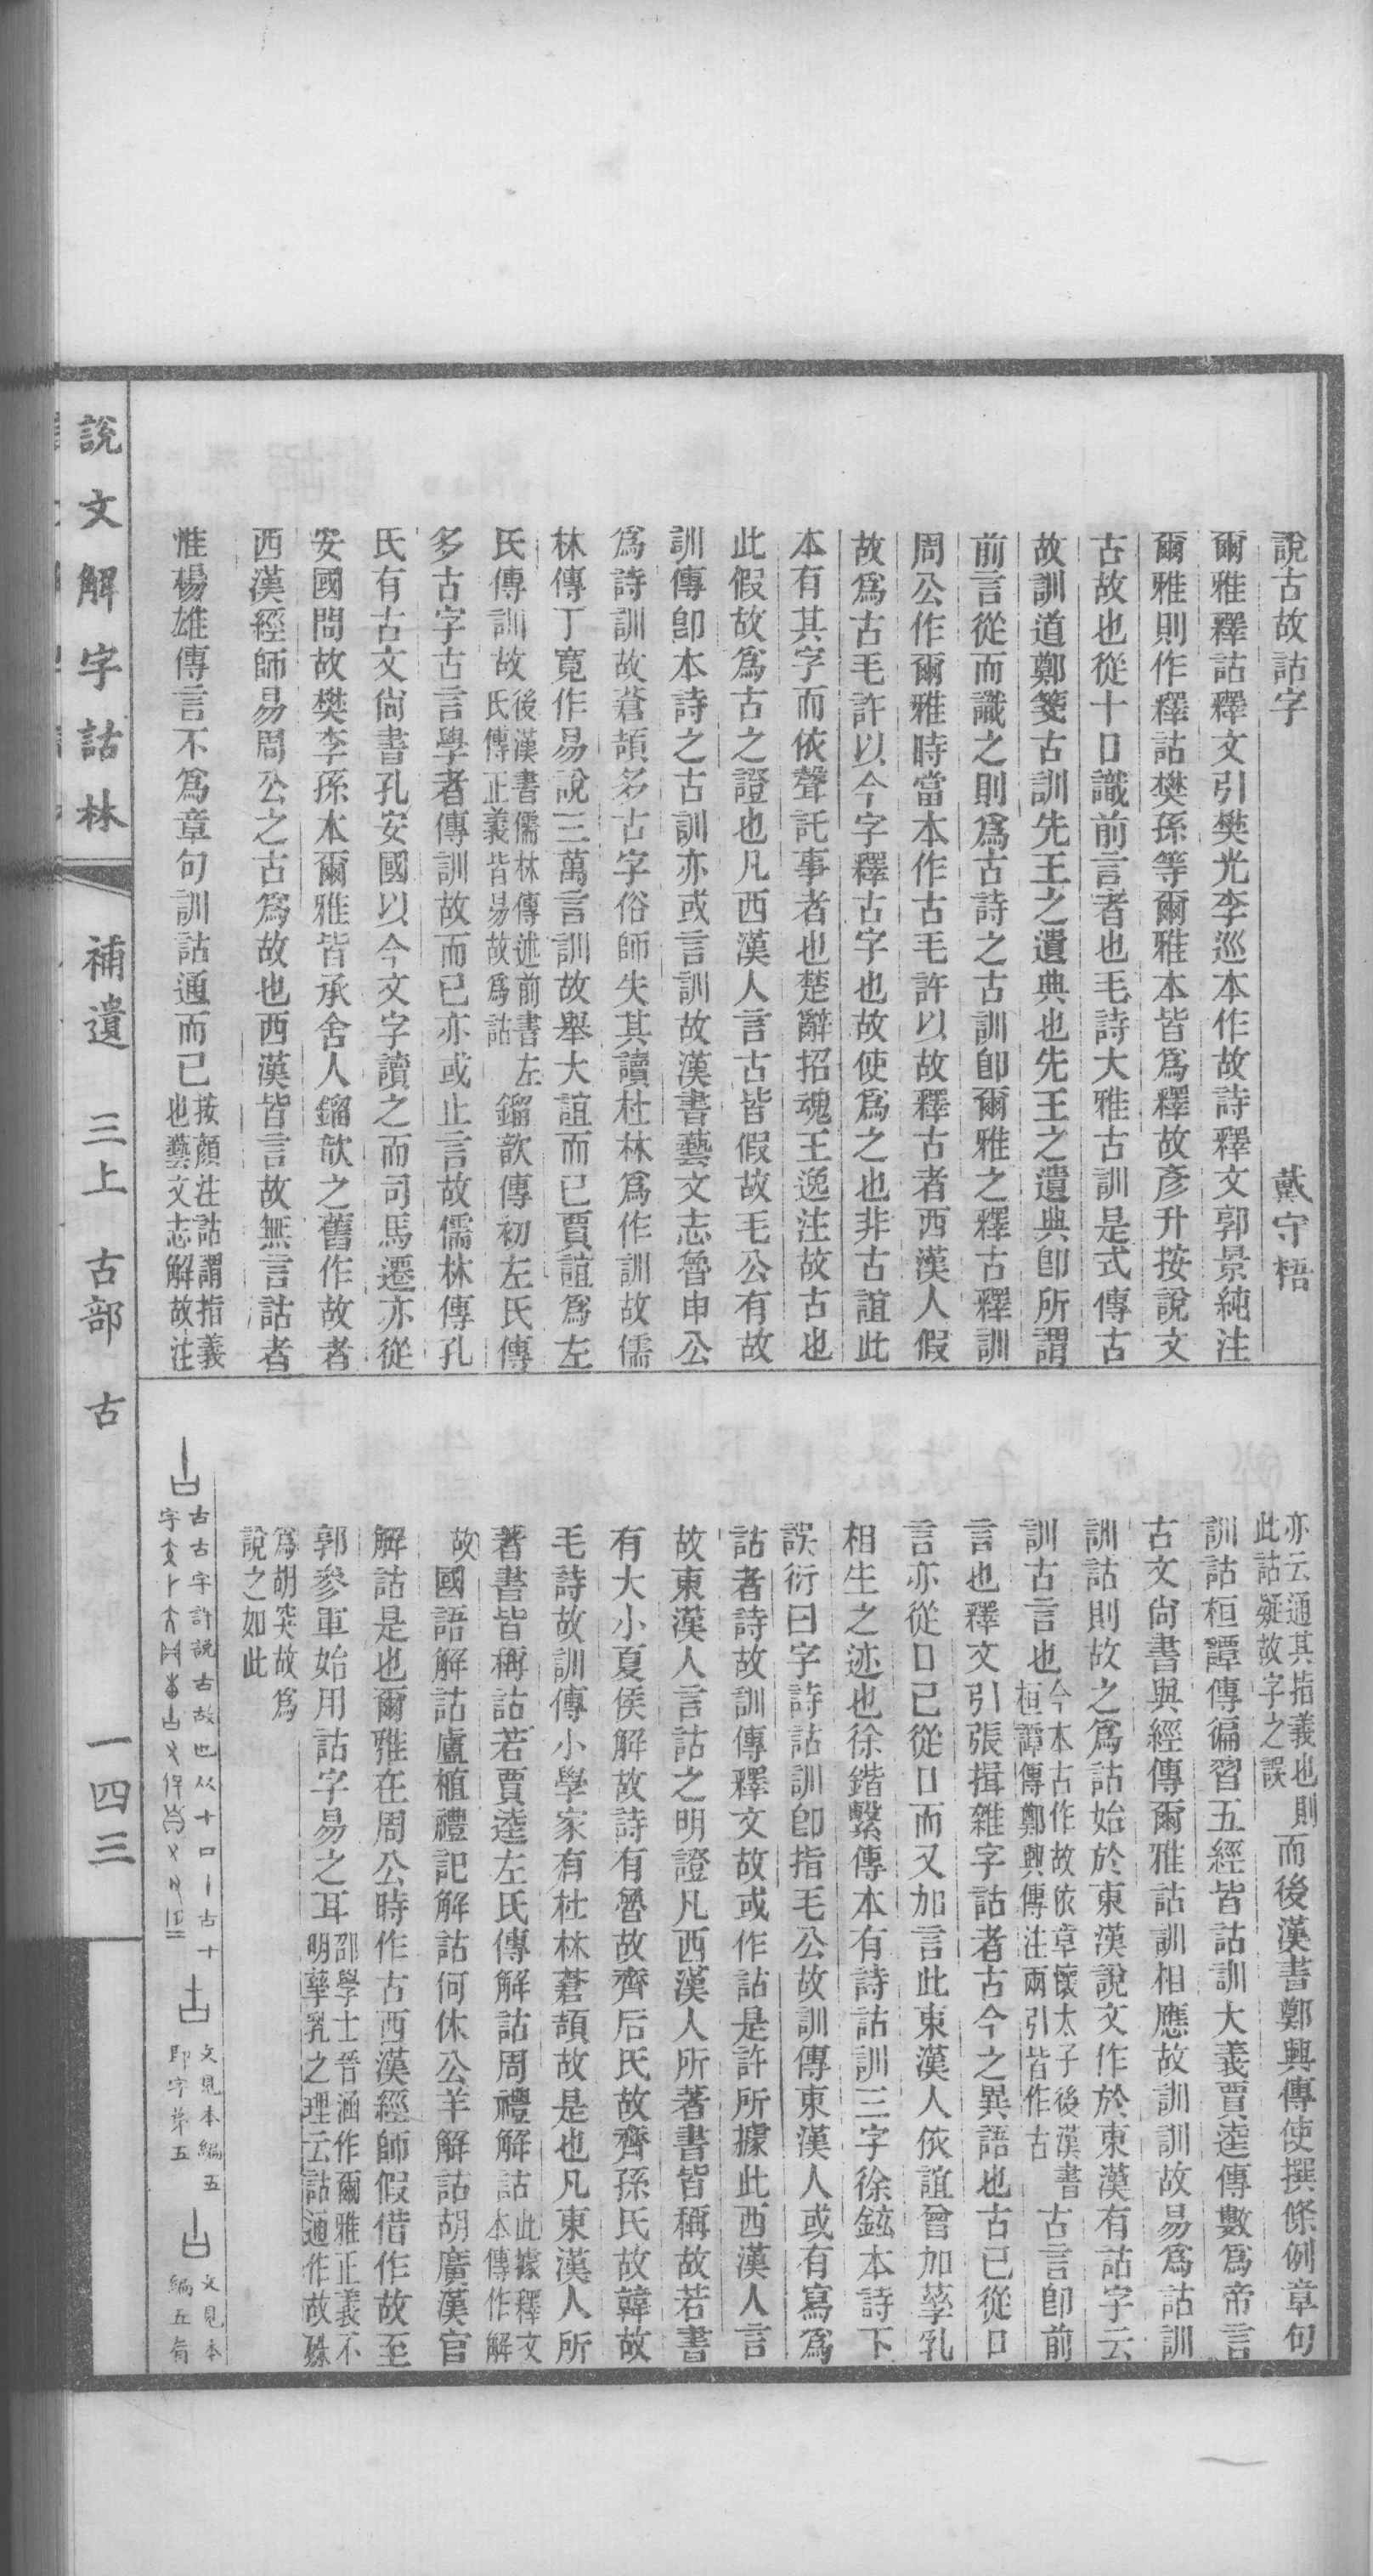 說古故詁字　戴守梧
爾雅釋詁釋文引樊光李巡本作故詩釋文郭景純注
爾雅則作釋詁樊孫等爾雅本皆爲釋故彥升按說文
古故也從十口識前言者也毛詩大雅古訓是式傳古
故訓道鄭箋古訓先王之遺典也先王之遺典卽所謂
前言從而識之則爲古詩之古訓卽爾雅之釋古釋訓
周公作爾雅時當本作古毛許以故釋古者西漢人假
故爲古毛許以今字釋古字也故使爲之也非古誼此
本有其字而依聲託事者也楚辭招魂王逸注故古也
此假故爲古之證也凡西漢人言古皆假故毛公有故
訓傳卽本詩之古訓亦或言訓故漢書藝文志魯申公
爲詩訓故蒼頡多古字俗師失其讀杜林爲作訓故儒
林傳丁寬作易說三萬言訓故舉大誼而已賈誼爲左
氏傳訓故後漢書儒林傳述前書左氏傳正義皆易故爲詁鎦歆傳初左氏傳
多古字古言學者傳訓故而已亦或止言故儒林傳孔
氏有古文尙書孔安國以今文字讀之而司馬遷亦從
安國問故樊李孫本爾雅皆承舍人鎦歆之舊作故者
西漢經師易周公之古爲故也西漢皆言故無言詁者
惟楊雄傳言不爲章句訓詁通而已按顏注詁謂指義也藝文志解故注
亦云通其指義也則此詁疑故字之誤而後漢書鄭興傳使撰條例章句
訓詁桓譚傳徧習五經皆詁訓大義賈逵傳數爲帝言
古文尙書與經傳爾雅詁訓相應故訓訓故易爲詁訓
訓詁則故之爲詁始於東漢說文作於東漢有詁字云
訓古言也今本古作故依章懷太子後漢書桓譚傳鄭興傳注兩引皆作古古言卽前
言也釋文引張揖雜字詁者古今之異語也古已從口
言亦從口已從口而又加言此東漢人依誼曾加孳乳
相生之迹也徐鍇繫傳本有詩詁訓三字徐鉉本詩下
誤衍曰字詩詁訓卽指毛公故訓傳東漢人或有寫爲
詁者詩故訓傳釋文故或作詁是許所據此西漢人言
故東漢人言詁之明證凡西漢人所著書皆稱故若書
有大小夏侯解故詩有魯故齊后氏故齊孫氏故韓故
毛詩故訓傳小學家有杜林蒼頡故是也凡東漢人所
著書皆稱詁若賈逵左氏傳解詁周禮解詁此據釋文本傳作解故
國語解詁盧植禮記解詁何休公羊解詁胡廣漢官
解詁是也爾雅在周公時作古西漢經師假借作故至
郭參軍始用詁字易之耳邵學士晉涵作爾雅正義不明孳乳之理云詁通作故殊
爲胡突故爲說之如此
古古字許說古故也从十口
文見本編五卽字第五
文見本編五有
說文解字詁林　補遺　三上　古部　古　一四三